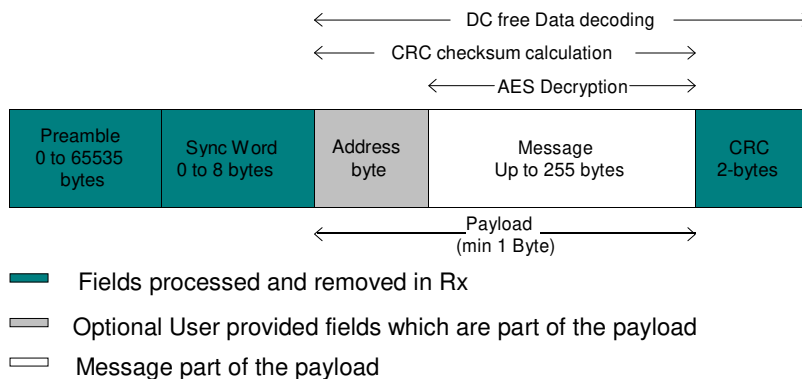 DC free Data decoding
CRC checksum calculation
AES Decryption
Preamble
0 to 65535
bytes
Sync Word
0 to 8 bytes
Address
byte
Message
Up to 255 bytes
CRC
2-bytes
Payload
(min 1 Byte)
Fields processed and removed in Rx
Optional User provided fields which are part of the payload
Message part of the payload